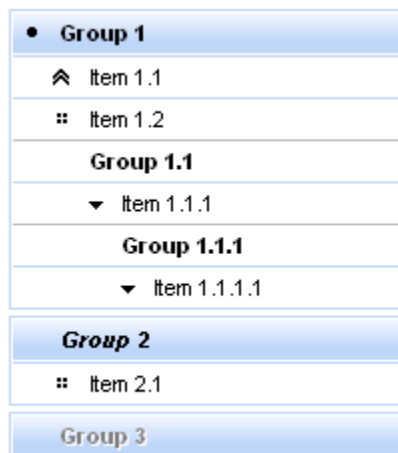 Group 1
Item 1.1
Item 1.2
Group 1.1
Item 1.1.1
Group 1.1.1
Item 1.1.1.1
Group 2
Item 2.1
Group 3